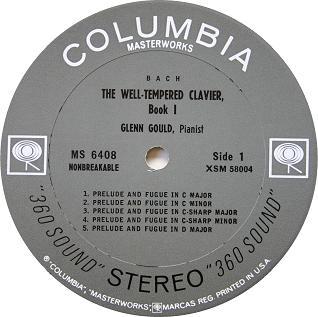 COLUMBIA
MASTERWORKS
BACH
THE WELL-TEMPERED CLAVIER,
Book I
GLENN GOULD, Pianist
MS 6408
NONBREAKABLE
Side 1
XSM 58004
1. PRELUDE AND FUGUE IN C MAJOR
2. PRELUDE AND FUGUE IN C MINOR
3. PRELUDE AND FUGUE IN C-SHARP MAJOR
4. PRELUDE AND FUGUE IN C-SHARP MINOR
5. PRELUDE AND FUGUE IN D MAJOR
"360 SOUND" STEREO "360 SOUND"
® "COLUMBIA", "MASTERWORKS", MARCAS REG. PRINTED IN U.S.A.